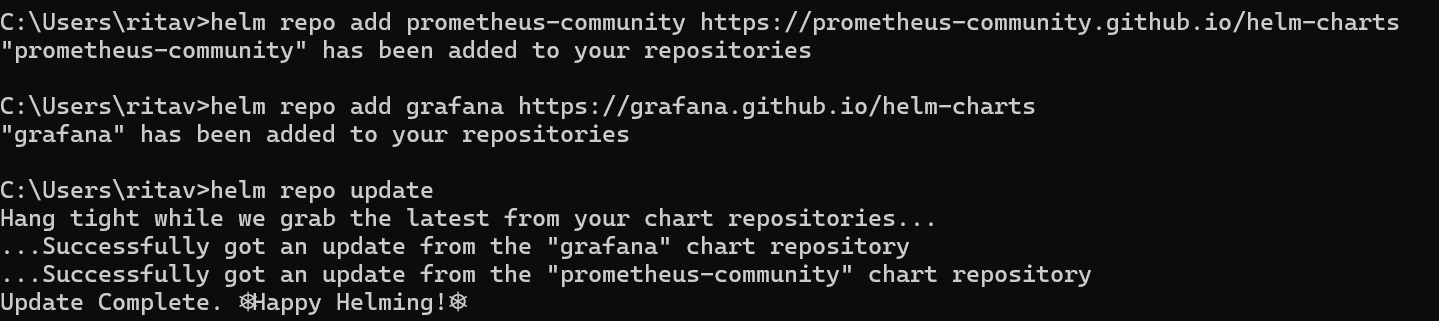 C:\Users\ritav>helm repo add prometheus-community https://prometheus-community.github.io/helm-charts
"prometheus-community" has been added to your repositories
C:\Users\ritav>helm repo add grafana https://grafana.github.io/helm-charts
"grafana" has been added to your repositories
C:\Users\ritav>helm repo update
Hang tight while we grab the latest from your chart repositories...
...Successfully got an update from the "grafana" chart repository
...Successfully got an update from the "prometheus-community" chart repository
Update Complete. ⎈Happy Helming!⎈